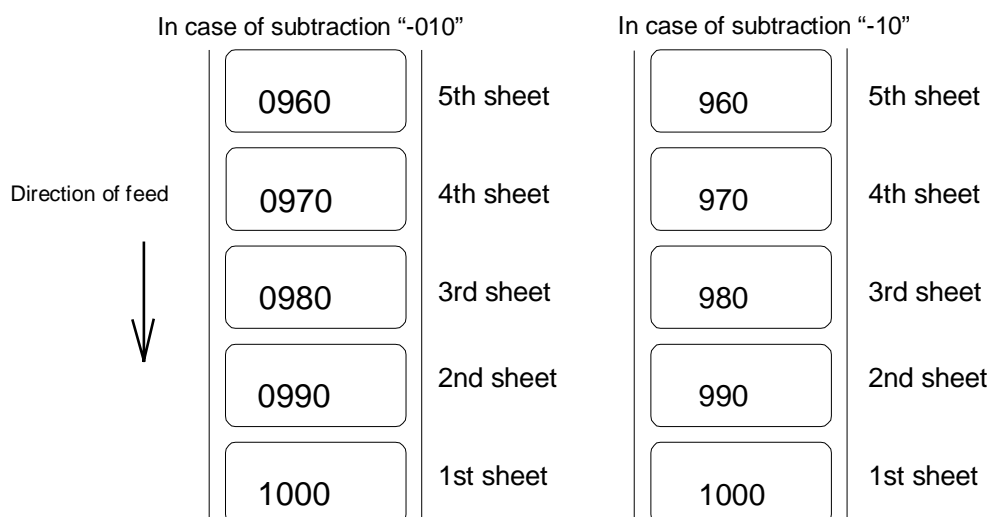 In case of subtraction “-010”
In case of subtraction “-10”
0960
5th sheet
960
5th sheet
Direction of feed
0970
4th sheet
970
4th sheet
0980
3rd sheet
980
3rd sheet
0990
2nd sheet
990
2nd sheet
1000
1st sheet
1000
1st sheet